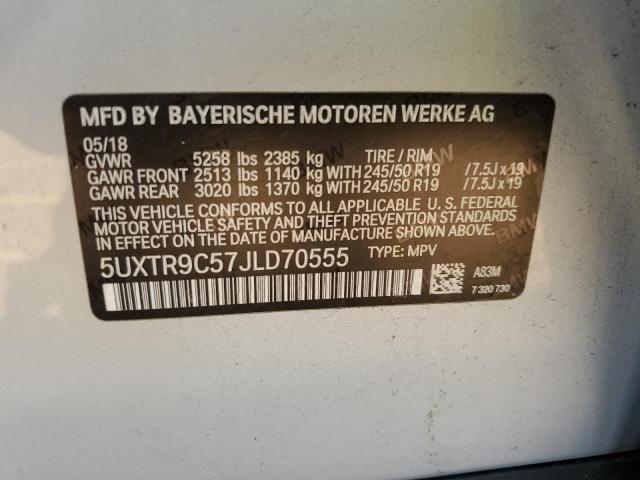 MFD BY BAYERISCHE MOTOREN WERKE AG
05/18
GVWR 5258 lbs 2385 kg TIRE / RIM
GAWR FRONT 2513 lbs 1140 kg WITH 245/50 R19 /7.5J x 19
GAWR REAR 3020 lbs 1370 kg WITH 245/50 R19 /7.5J x 19
THIS VEHICLE CONFORMS TO ALL APPLICABLE U. S. FEDERAL
MOTOR VEHICLE SAFETY AND THEFT PREVENTION STANDARDS
IN EFFECT ON THE DATE OF MANUFACTURE SHOWN ABOVE.
5UXTR9C57JLD70555 TYPE: MPV
A83M
7 320 730